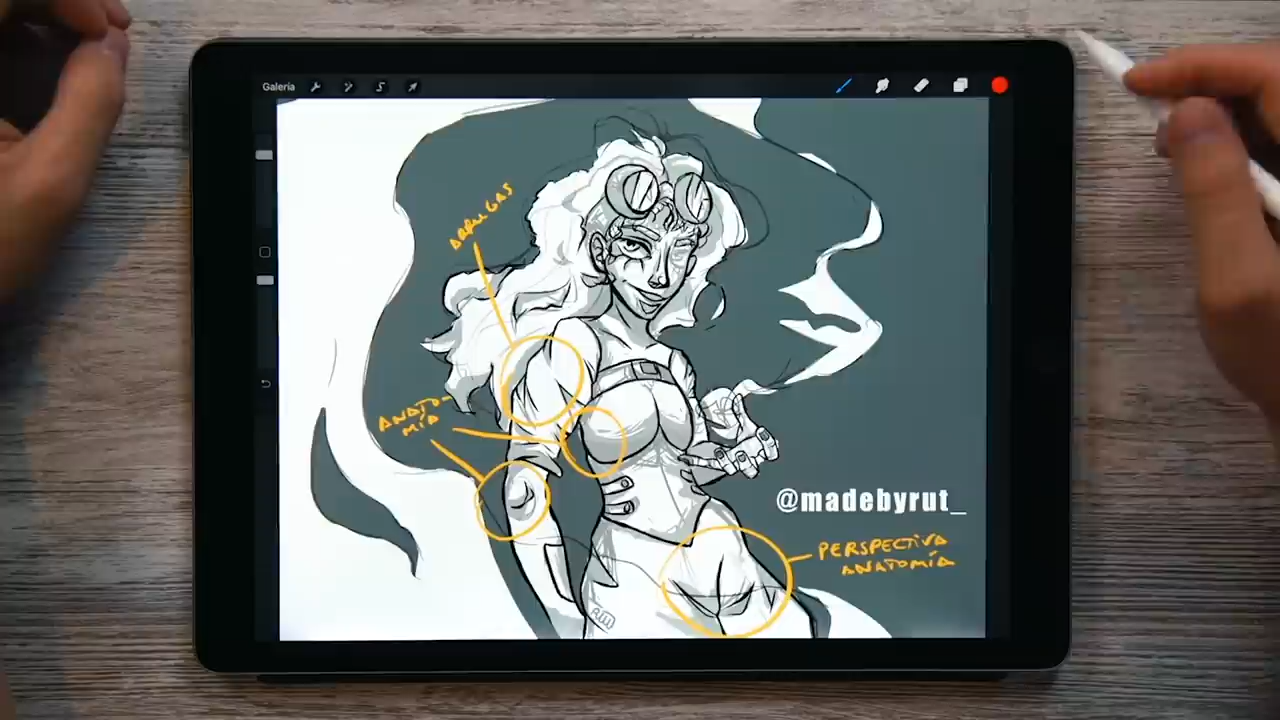 Galería
ARRUGAS
ANATO-
MÍA
@madebyrut_
PERSPECTIVA
ANATOMÍA